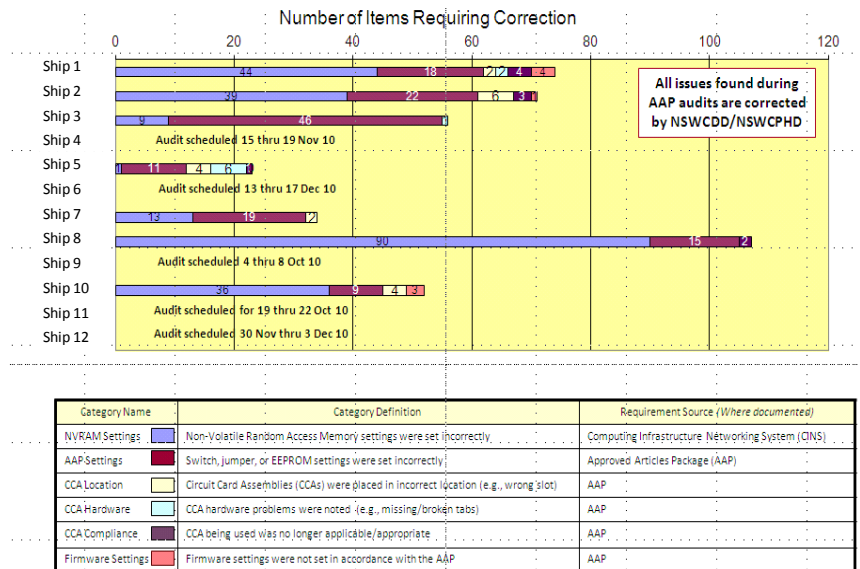 Number of Items Requiring Correction
0 20 40 60 80 100 120
Ship 1 44 18 2 2 4 4
Ship 2 39 22 6 3
Ship 3 9 46
Ship 4 Audit scheduled 15 thru 19 Nov 10
Ship 5 1 11 4 6
Ship 6 Audit scheduled 13 thru 17 Dec 10
Ship 7 13 19 2
Ship 8 90 15 2
Ship 9 Audit scheduled 4 thru 8 Oct 10
Ship 10 36 9 4 3
Ship 11 Audit scheduled for 19 thru 22 Oct 10
Ship 12 Audit scheduled 30 Nov thru 3 Dec 10
All issues found during
AAP audits are corrected
by NSWCDD/NSWCPHD
Category Name Category Definition Requirement Source (Where documented)
NVRAM Settings Non-Volatile Random Access Memory settings were set incorrectly Computing Infrastructure Networking System (CINS)
AAP Settings Switch, jumper, or EEPROM settings were set incorrectly Approved Articles Package (AAP)
CCA Location Circuit Card Assemblies (CCAs) were placed in incorrect location (e.g., wrong slot) AAP
CCA Hardware CCA hardware problems were noted (e.g., missing/broken tabs) AAP
CCA Compliance CCA being used was no longer applicable/appropriate AAP
Firmware Settings Firmware settings were not set in accordance with the AAP AAP